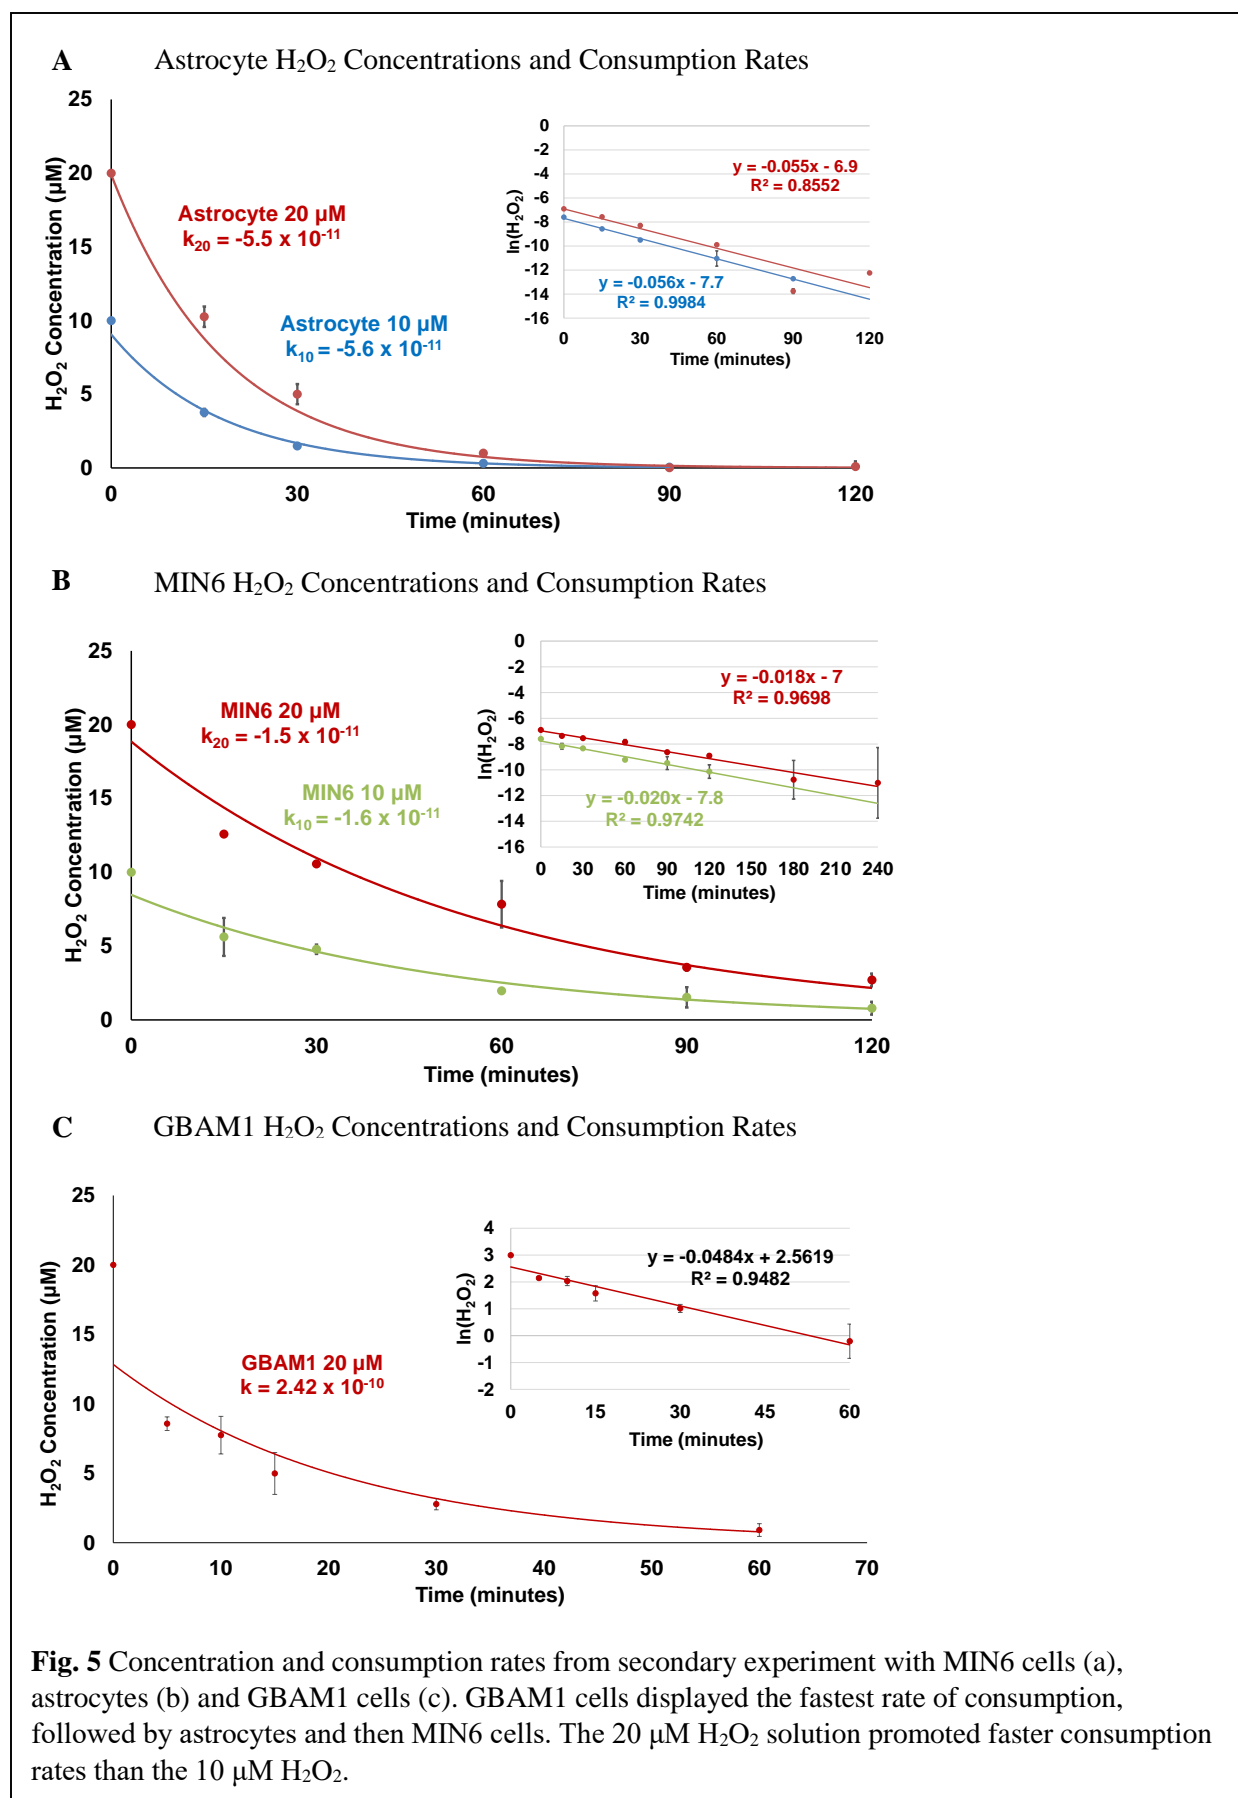 A Astrocyte H₂O₂ Concentrations and Consumption Rates
25
20
15
10
5
0
H₂O₂ Concentration (µM)
0 30 60 90 120
Time (minutes)
Astrocyte 20 µM
k₂₀ = -5.5 x 10⁻¹¹
Astrocyte 10 µM
k₁₀ = -5.6 x 10⁻¹¹
0
-2
-4
-6
-8
-10
-12
-14
-16
ln(H₂O₂)
y = -0.055x - 6.9
R² = 0.8552
y = -0.056x - 7.7
R² = 0.9984
0 30 60 90 120
Time (minutes)
B MIN6 H₂O₂ Concentrations and Consumption Rates
25
20
15
10
5
0
H₂O₂ Concentration (µM)
0 30 60 90 120
Time (minutes)
MIN6 20 µM
k₂₀ = -1.5 x 10⁻¹¹
MIN6 10 µM
k₁₀ = -1.6 x 10⁻¹¹
0
-2
-4
-6
-8
-10
-12
-14
-16
ln(H₂O₂)
y = -0.018x - 7
R² = 0.9698
y = -0.020x - 7.8
R² = 0.9742
0 30 60 90 120 150 180 210 240
Time (minutes)
C GBAM1 H₂O₂ Concentrations and Consumption Rates
25
20
15
10
5
0
H₂O₂ Concentration (µM)
0 10 20 30 40 50 60 70
Time (minutes)
GBAM1 20 µM
k = 2.42 x 10⁻¹⁰
4
3
2
1
0
-1
-2
ln(H₂O₂)
y = -0.0484x + 2.5619
R² = 0.9482
0 15 30 45 60
Time (minutes)
Fig. 5 Concentration and consumption rates from secondary experiment with MIN6 cells (a),
astrocytes (b) and GBAM1 cells (c). GBAM1 cells displayed the fastest rate of consumption,
followed by astrocytes and then MIN6 cells. The 20 µM H₂O₂ solution promoted faster consumption
rates than the 10 µM H₂O₂.